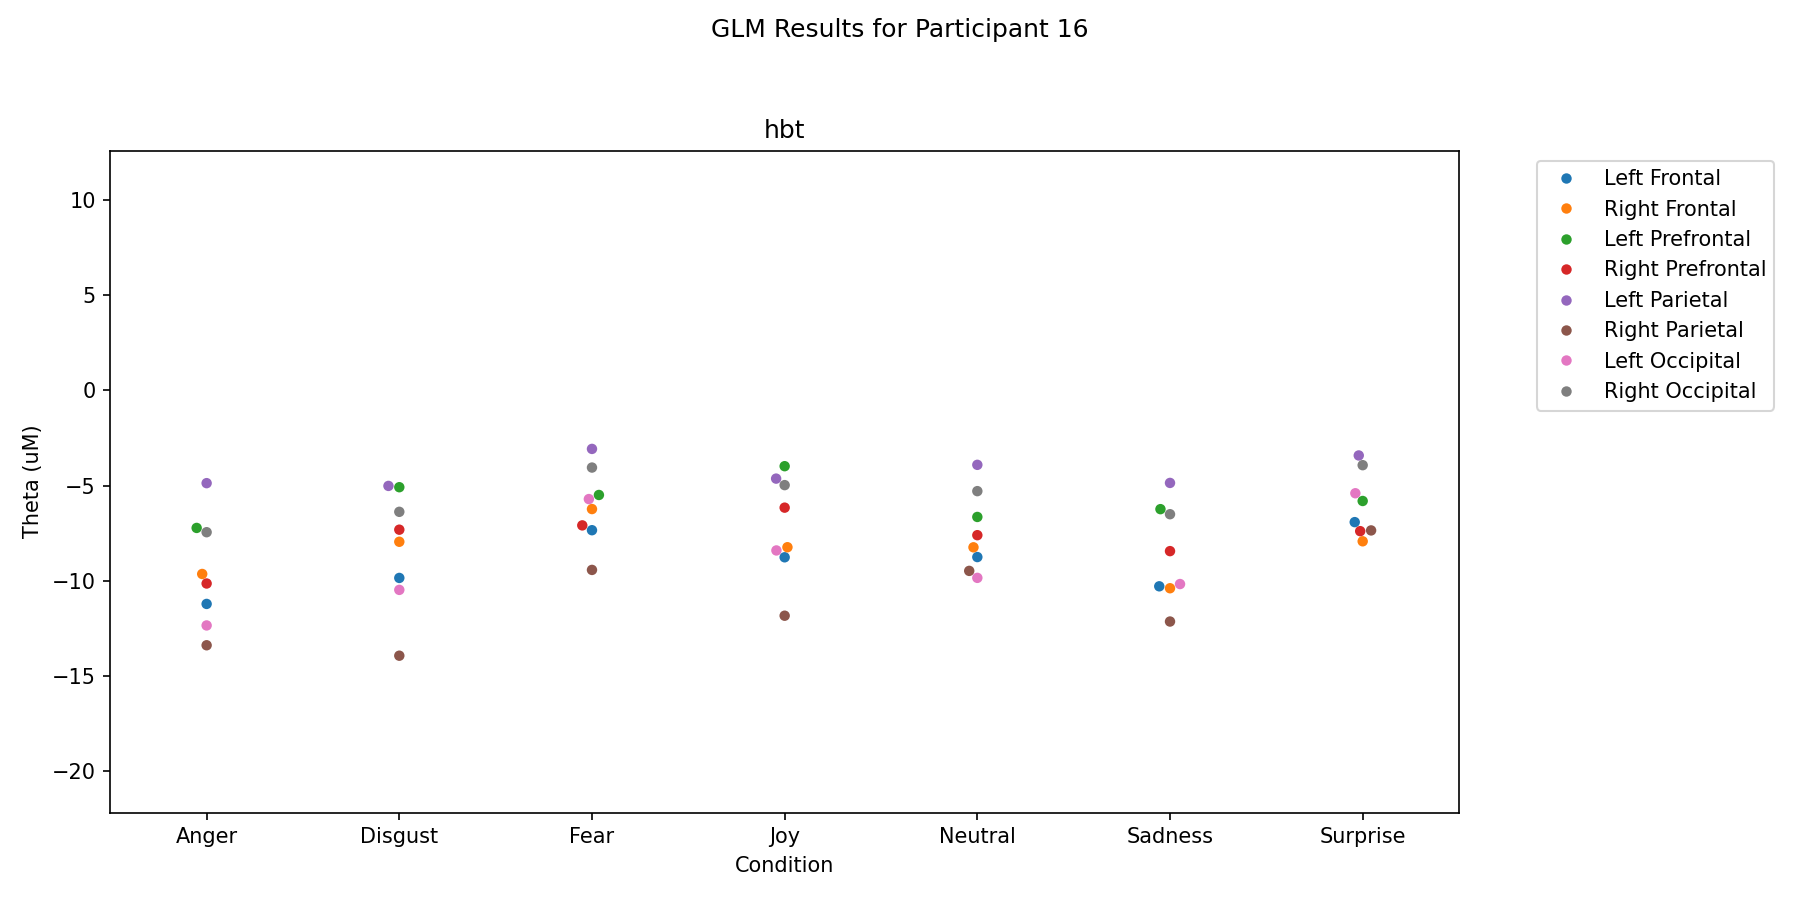 GLM Results for Participant 16
hbt
10
5
0
−5
−10
−15
−20
Theta (uM)
Anger Disgust Fear Joy Neutral Sadness Surprise
Condition
Left Frontal
Right Frontal
Left Prefrontal
Right Prefrontal
Left Parietal
Right Parietal
Left Occipital
Right Occipital